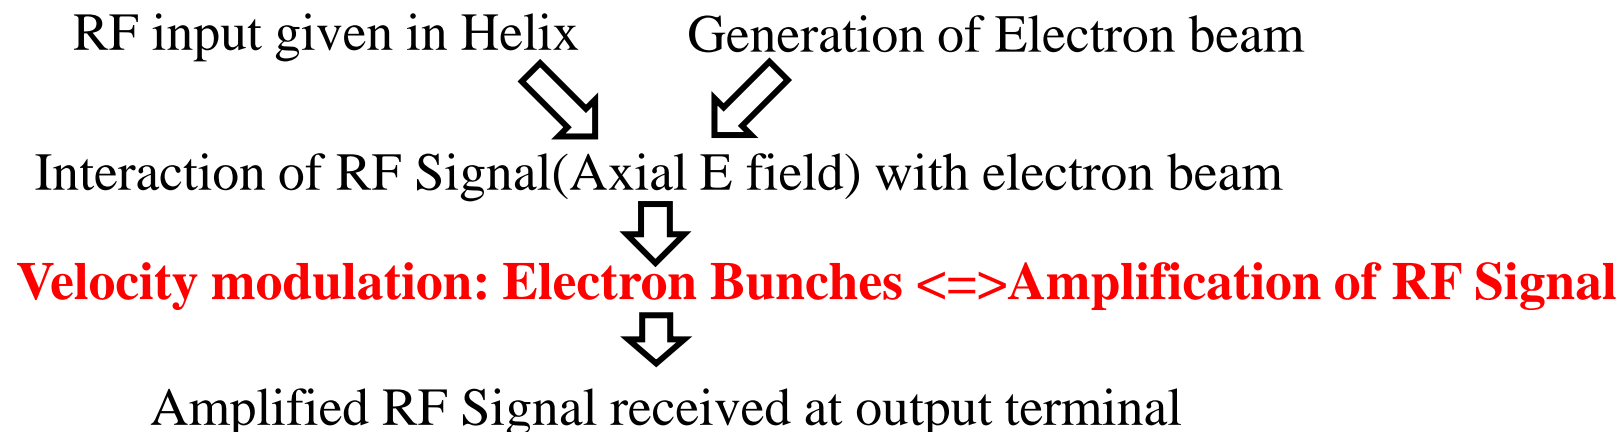 RF input given in Helix
Generation of Electron beam
Interaction of RF Signal(Axial E field) with electron beam
Velocity modulation: Electron Bunches <=>Amplification of RF Signal
Amplified RF Signal received at output terminal